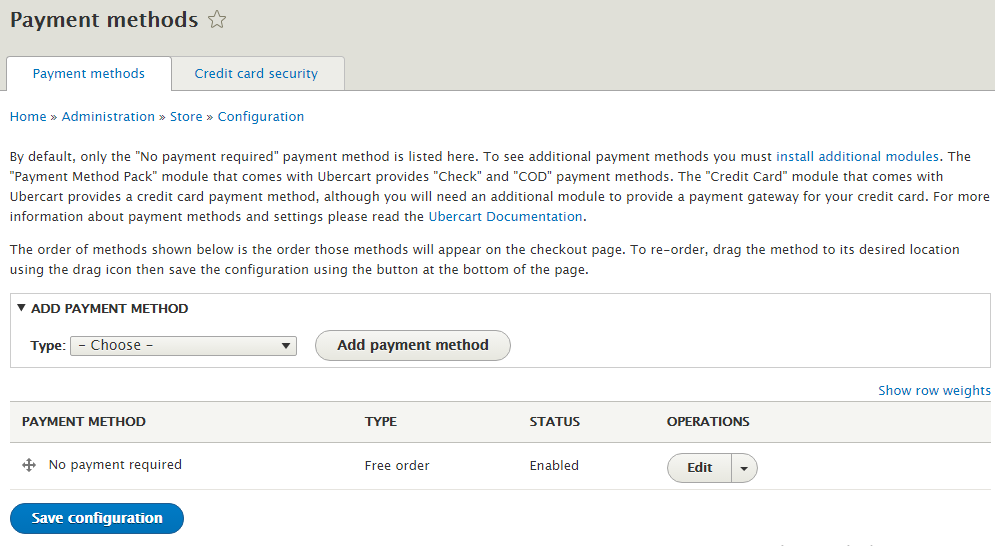 Payment methods
Payment methods
Credit card security
Home » Administration » Store » Configuration
By default, only the "No payment required" payment method is listed here. To see additional payment methods you must install additional modules. The
"Payment Method Pack" module that comes with Ubercart provides "Check" and "COD" payment methods. The "Credit Card" module that comes with
Ubercart provides a credit card payment method, although you will need an additional module to provide a payment gateway for your credit card. For more
information about payment methods and settings please read the Ubercart Documentation.
The order of methods shown below is the order those methods will appear on the checkout page. To re-order, drag the method to its desired location
using the drag icon then save the configuration using the button at the bottom of the page.
ADD PAYMENT METHOD
Type: - Choose - Add payment method
Show row weights
PAYMENT METHOD TYPE STATUS OPERATIONS
No payment required Free order Enabled Edit
Save configuration